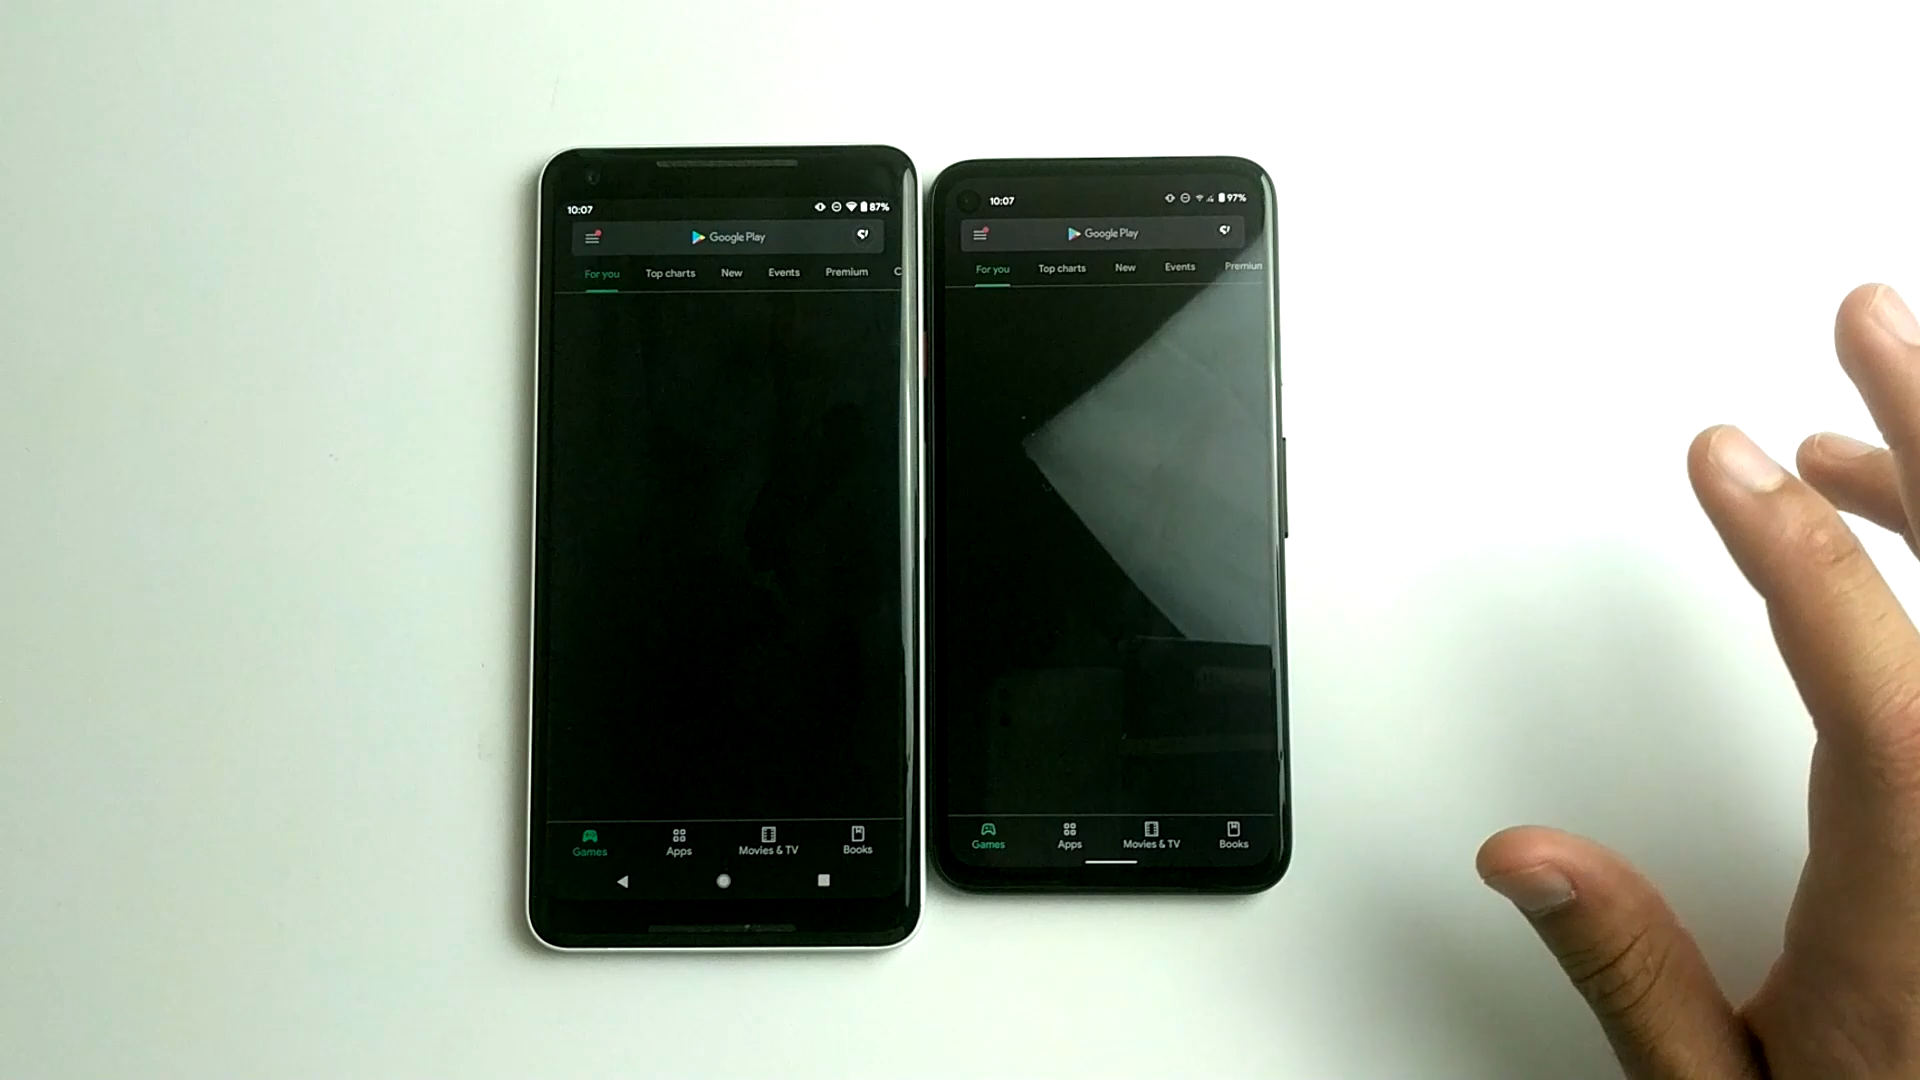 10:07
87%
Google Play
For you Top charts New Events Premium C
Games Apps Movies & TV Books
10:07
97%
Google Play
For you Top charts New Events Premium
Games Apps Movies & TV Books